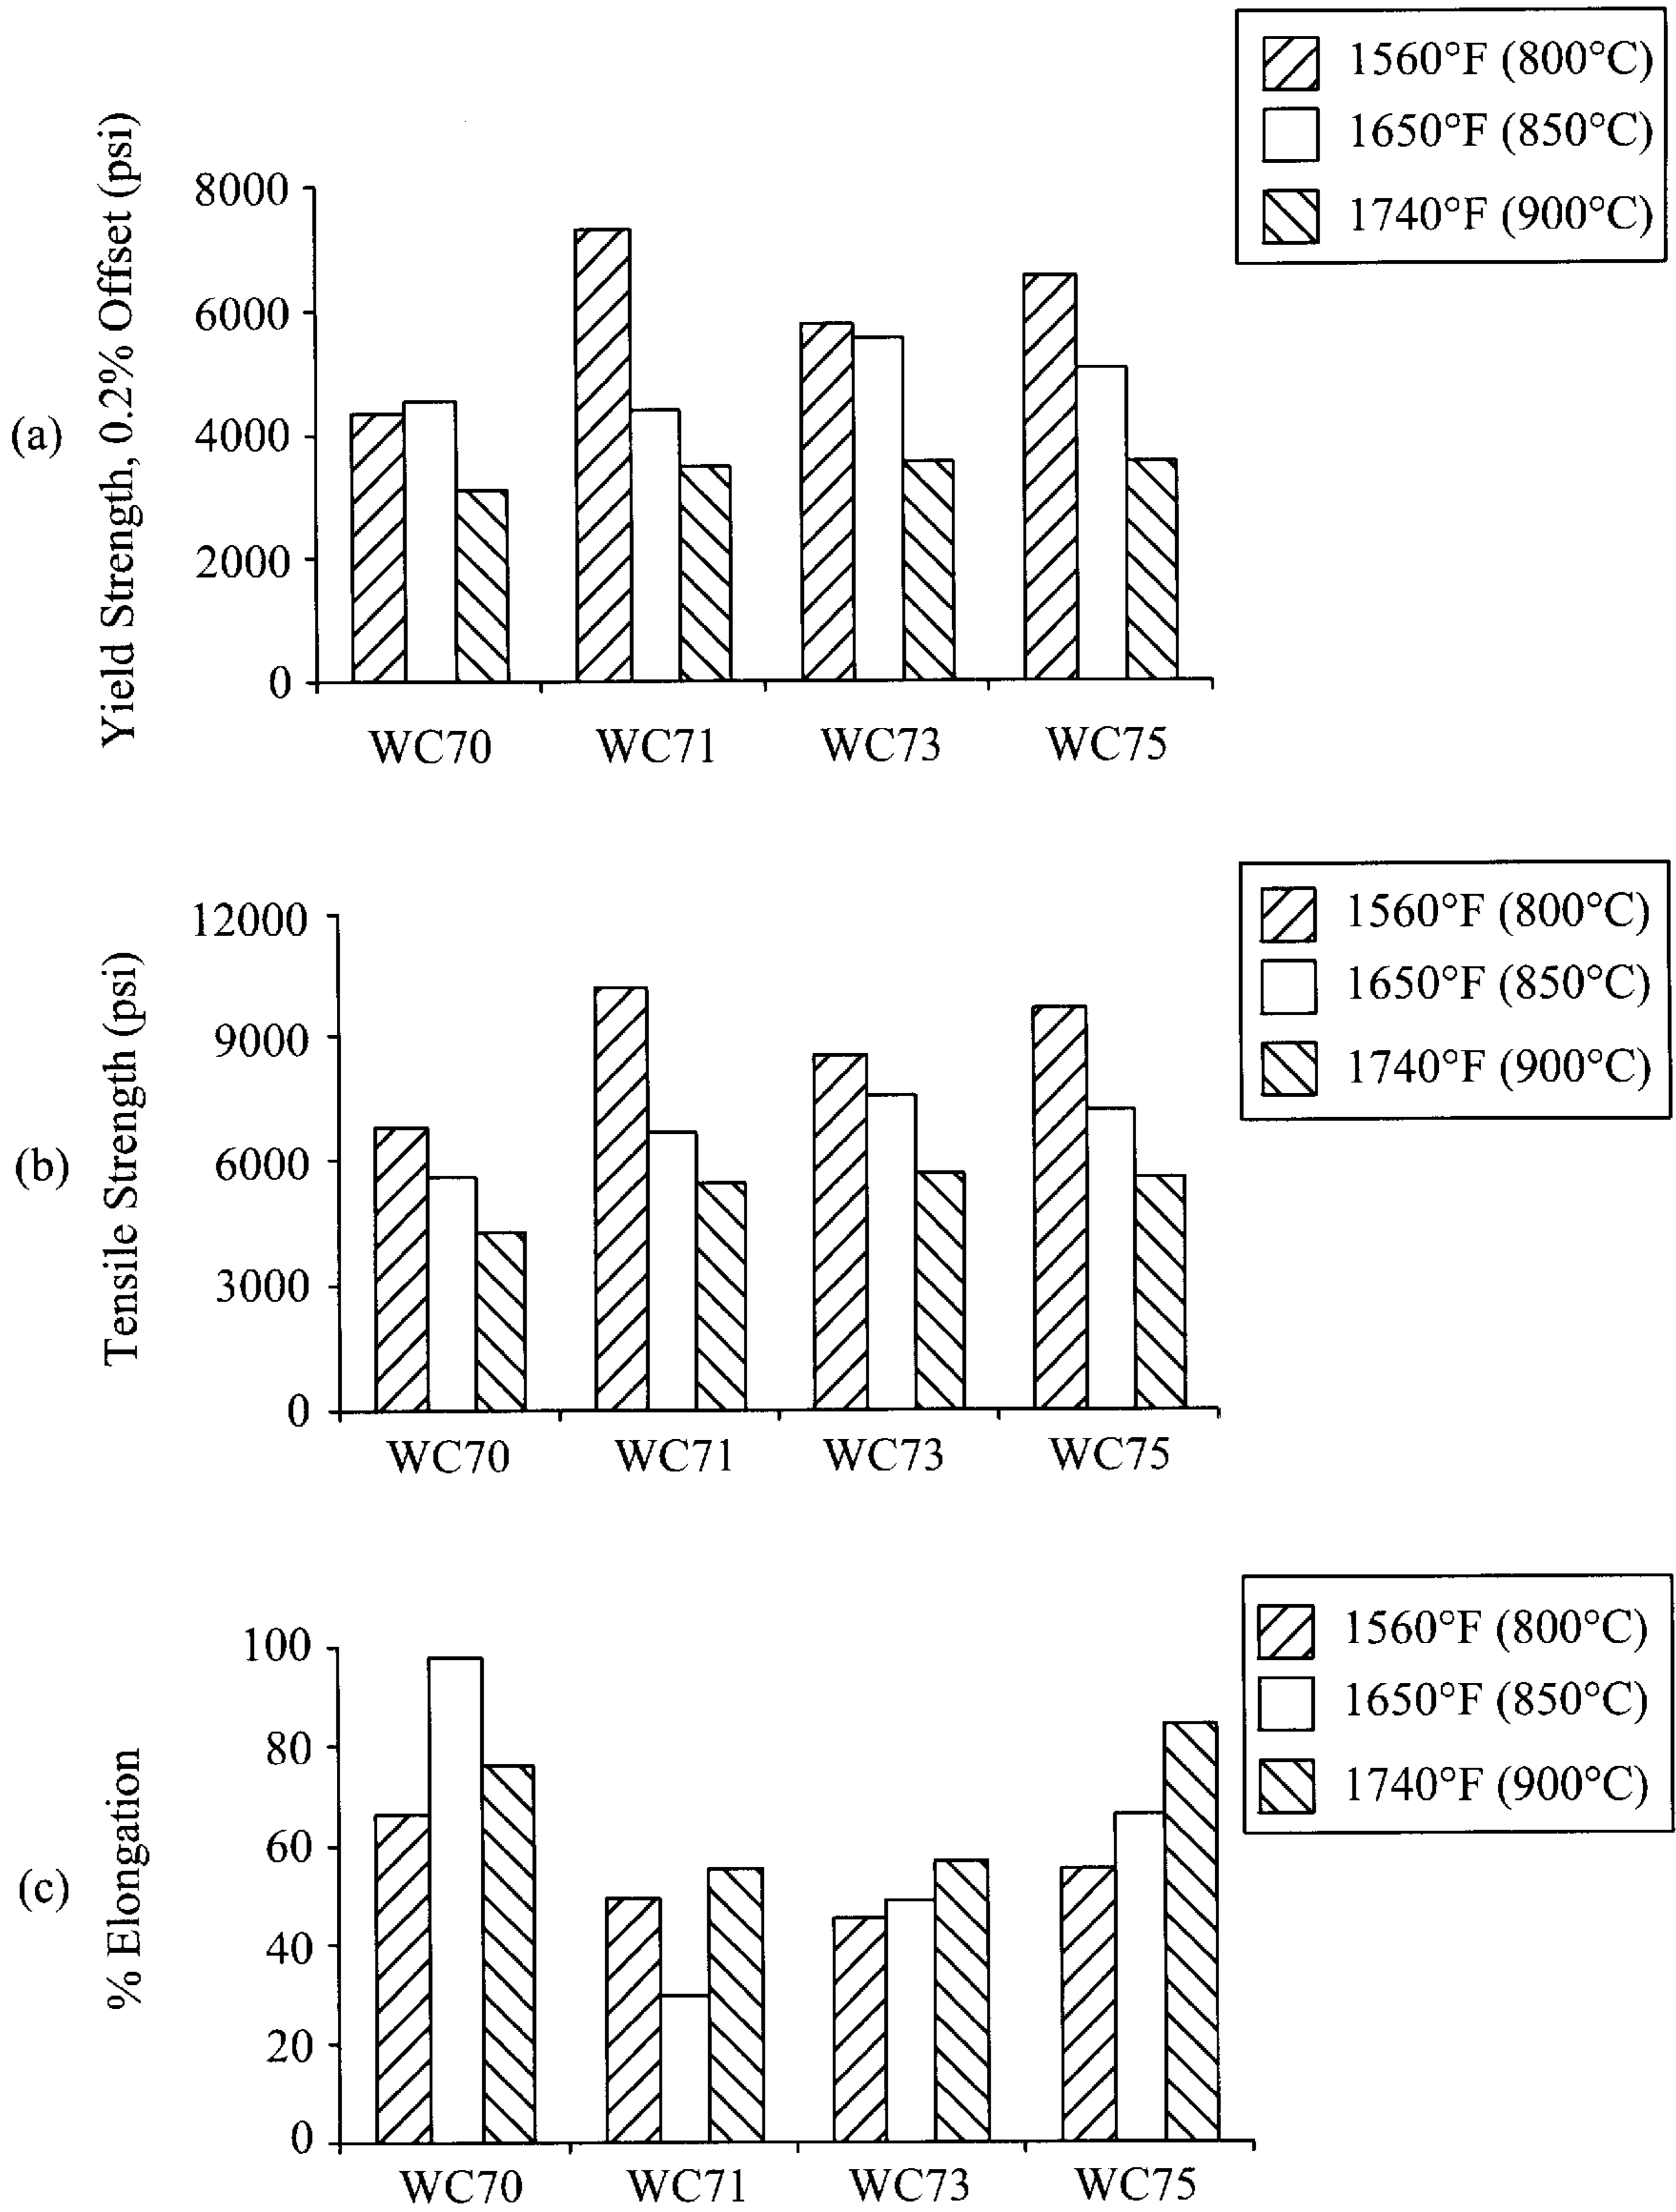 1560°F (800°C)
1650°F (850°C)
1740°F (900°C)
(a)
Yield Strength, 0.2% Offset (psi)
8000
6000
4000
2000
0
WC70 WC71 WC73 WC75
1560°F (800°C)
1650°F (850°C)
1740°F (900°C)
(b)
Tensile Strength (psi)
12000
9000
6000
3000
0
WC70 WC71 WC73 WC75
1560°F (800°C)
1650°F (850°C)
1740°F (900°C)
(c)
% Elongation
100
80
60
40
20
0
WC70 WC71 WC73 WC75